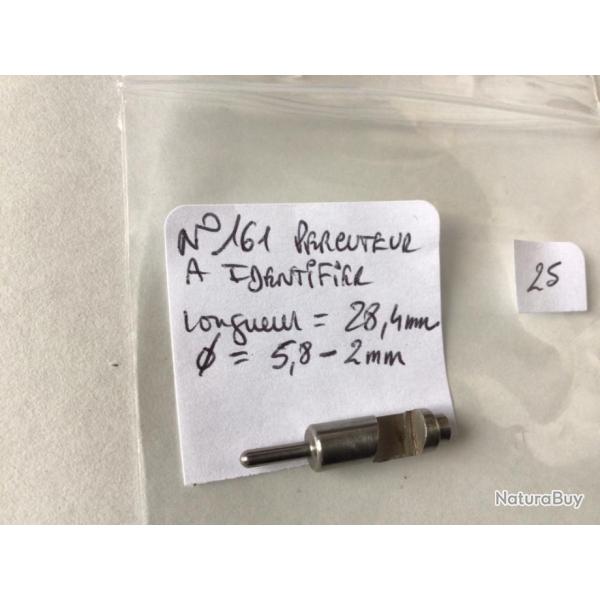 N° 161 PERCUTEUR
A IDENTIFIER
Longueur = 28,4mm
ø = 5,8 - 2mm
25
NaturaBuy